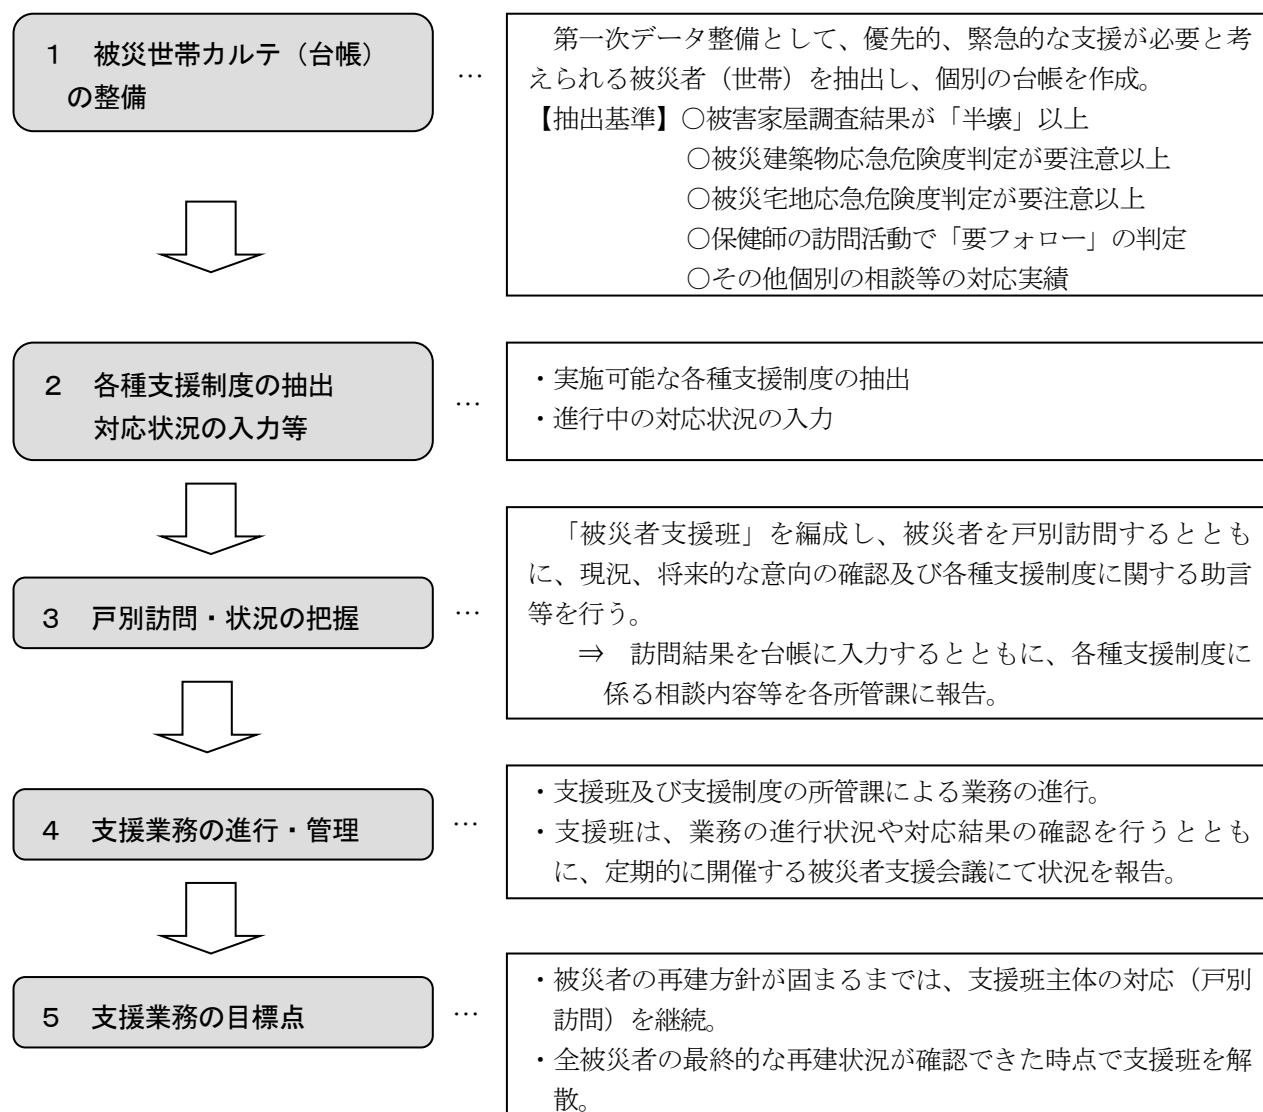 １　被災世帯カルテ（台帳）
の整備
…
第一次データ整備として、優先的、緊急的な支援が必要と考
えられる被災者（世帯）を抽出し、個別の台帳を作成。
【抽出基準】○被害家屋調査結果が「半壊」以上
○被災建築物応急危険度判定が要注意以上
○被災宅地応急危険度判定が要注意以上
○保健師の訪問活動で「要フォロー」の判定
○その他個別の相談等の対応実績
２　各種支援制度の抽出
対応状況の入力等
…
・実施可能な各種支援制度の抽出
・進行中の対応状況の入力
３　戸別訪問・状況の把握
…
「被災者支援班」を編成し、被災者を戸別訪問するととも
に、現況、将来的な意向の確認及び各種支援制度に関する助言
等を行う。
⇒　訪問結果を台帳に入力するとともに、各種支援制度に
係る相談内容等を各所管課に報告。
４　支援業務の進行・管理
…
・支援班及び支援制度の所管課による業務の進行。
・支援班は、業務の進行状況や対応結果の確認を行うととも
に、定期的に開催する被災者支援会議にて状況を報告。
５　支援業務の目標点
…
・被災者の再建方針が固まるまでは、支援班主体の対応（戸別
訪問）を継続。
・全被災者の最終的な再建状況が確認できた時点で支援班を解
散。